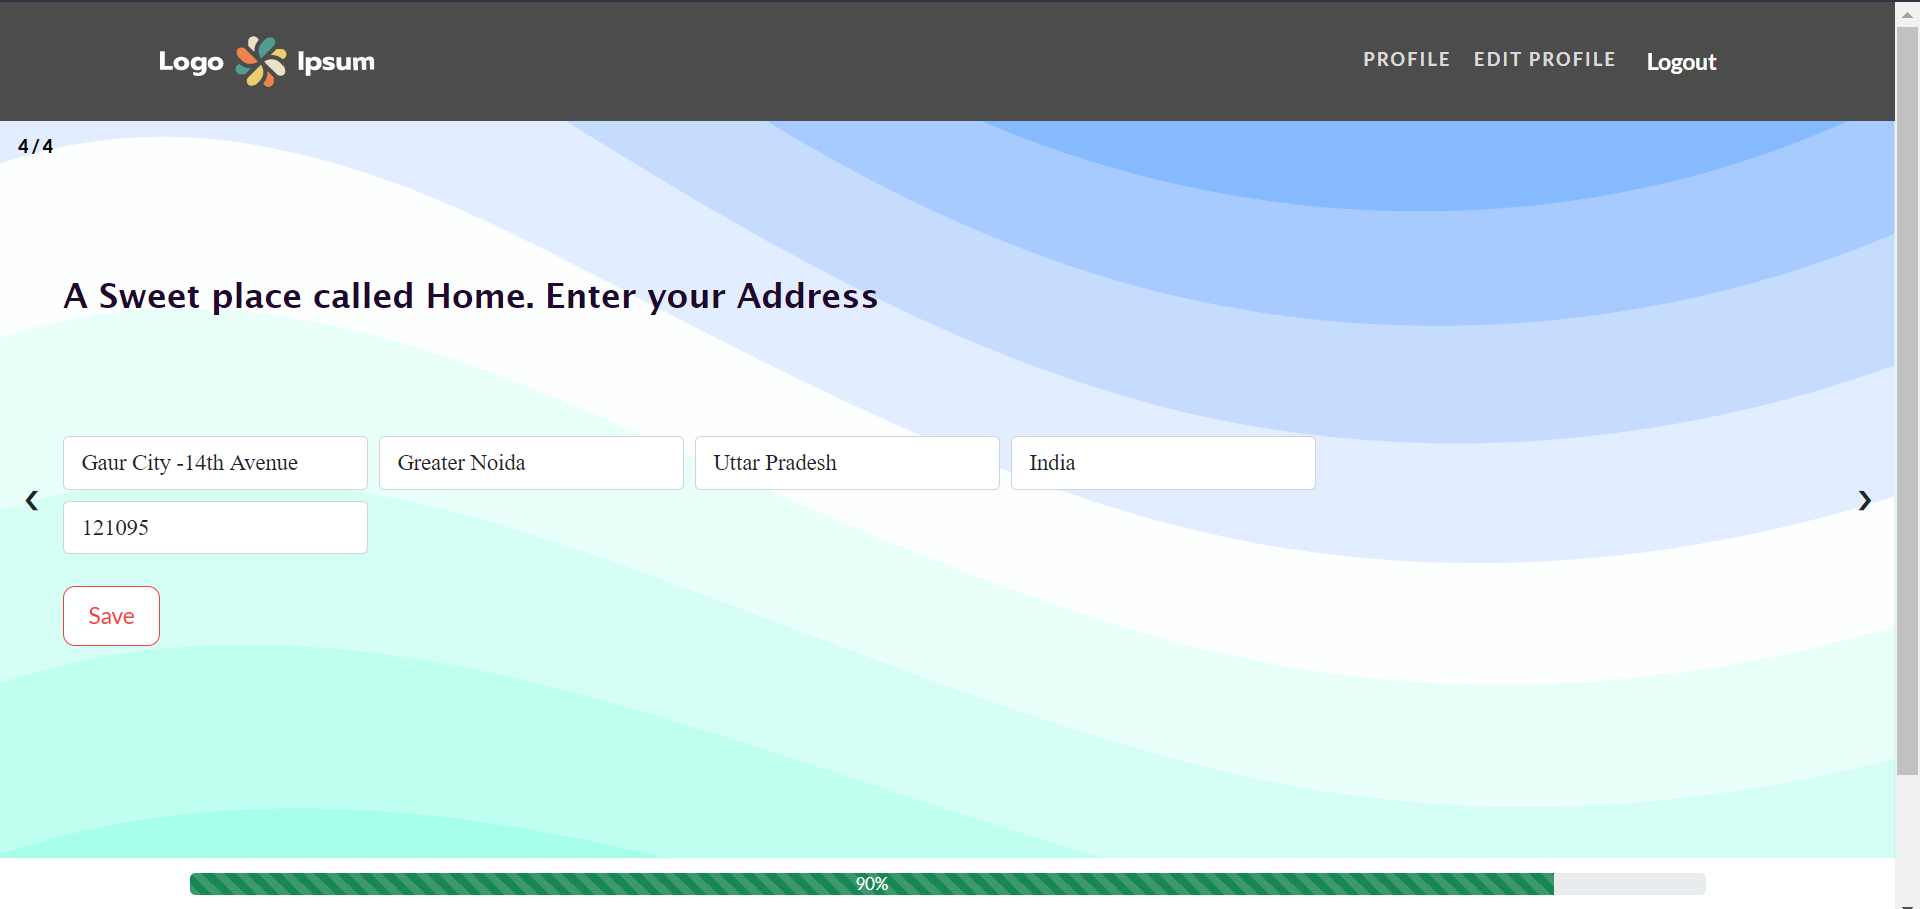 Logo Ipsum
PROFILE EDIT PROFILE Logout
4 / 4
A Sweet place called Home. Enter your Address
Gaur City -14th Avenue Greater Noida Uttar Pradesh India
121095
Save
90%